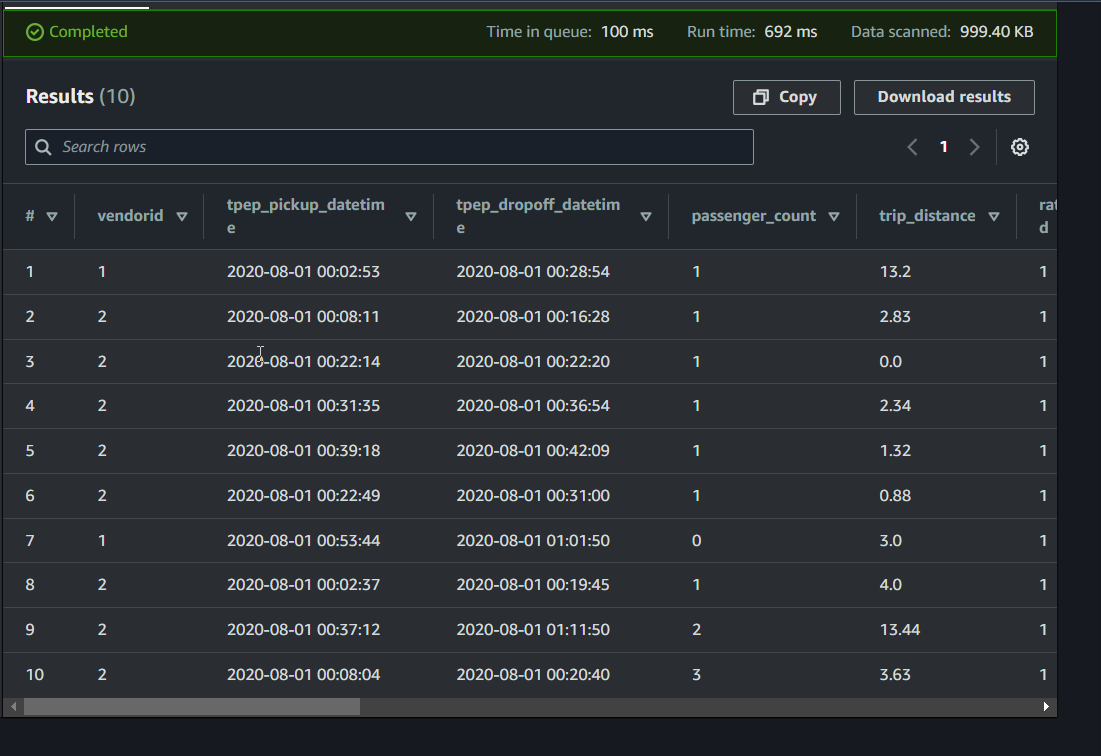 Completed Time in queue: 100 ms Run time: 692 ms Data scanned: 999.40 KB
Results (10) Copy Download results
Search rows 1
# vendorid tpep_pickup_datetim tpep_dropoff_datetim passenger_count trip_distance rat
e e d
1 1 2020-08-01 00:02:53 2020-08-01 00:28:54 1 13.2 1
2 2 2020-08-01 00:08:11 2020-08-01 00:16:28 1 2.83 1
3 2 2020-08-01 00:22:14 2020-08-01 00:22:20 1 0.0 1
4 2 2020-08-01 00:31:35 2020-08-01 00:36:54 1 2.34 1
5 2 2020-08-01 00:39:18 2020-08-01 00:42:09 1 1.32 1
6 2 2020-08-01 00:22:49 2020-08-01 00:31:00 1 0.88 1
7 1 2020-08-01 00:53:44 2020-08-01 01:01:50 0 3.0 1
8 2 2020-08-01 00:02:37 2020-08-01 00:19:45 1 4.0 1
9 2 2020-08-01 00:37:12 2020-08-01 01:11:50 2 13.44 1
10 2 2020-08-01 00:08:04 2020-08-01 00:20:40 3 3.63 1